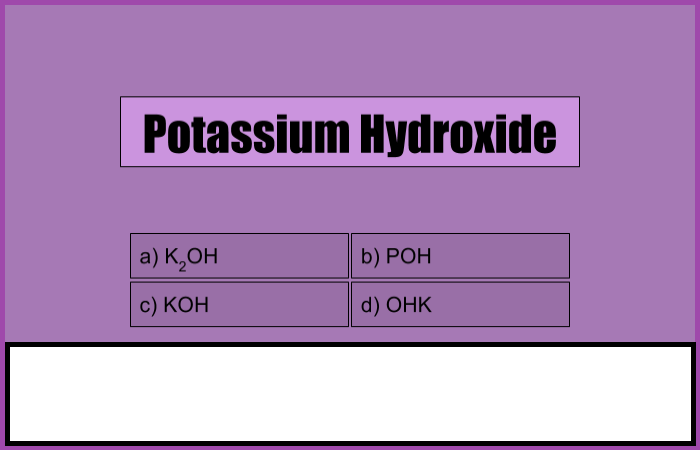 Potassium Hydroxide
a) K₂OH
b) POH
c) KOH
d) OHK